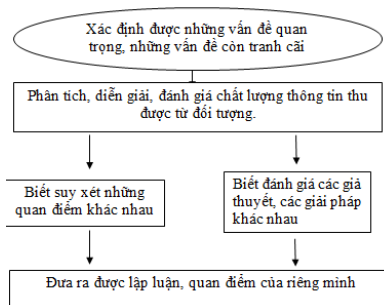 Xác định được những vấn đề quan
trọng, những vấn đề còn tranh cãi
Phân tích, diễn giải, đánh giá chất lượng thông tin thu
được từ đối tượng.
Biết suy xét những
quan điểm khác nhau
Biết đánh giá các giả
thuyết, các giải pháp
khác nhau
Đưa ra được lập luận, quan điểm của riêng mình